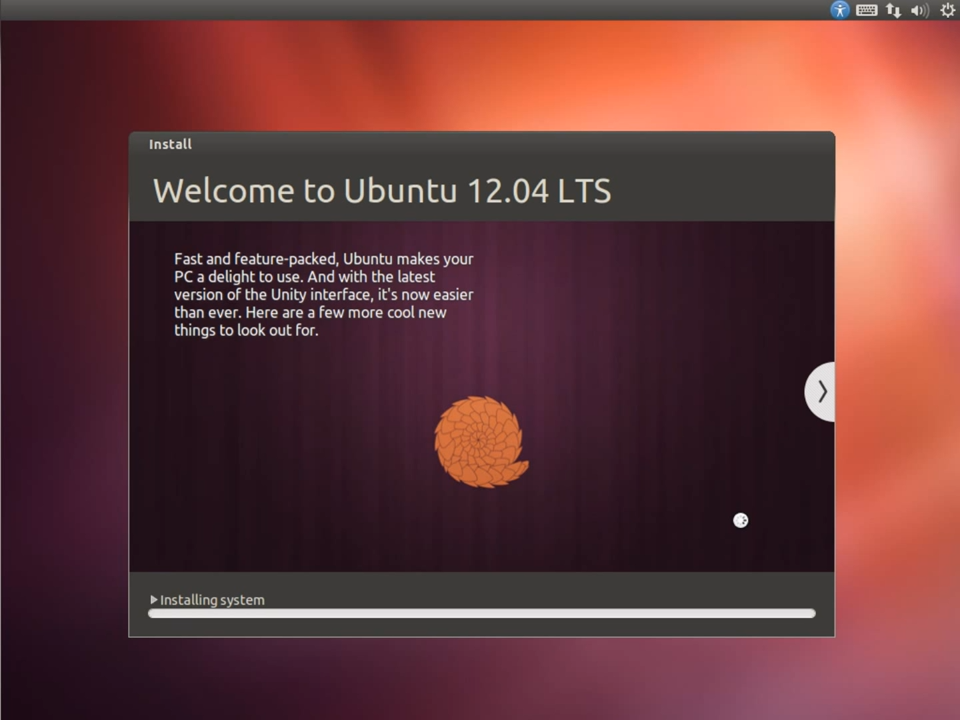 Install
Welcome to Ubuntu 12.04 LTS
Fast and feature-packed, Ubuntu makes your
PC a delight to use. And with the latest
version of the Unity interface, it's now easier
than ever. Here are a few more cool new
things to look out for.
Installing system